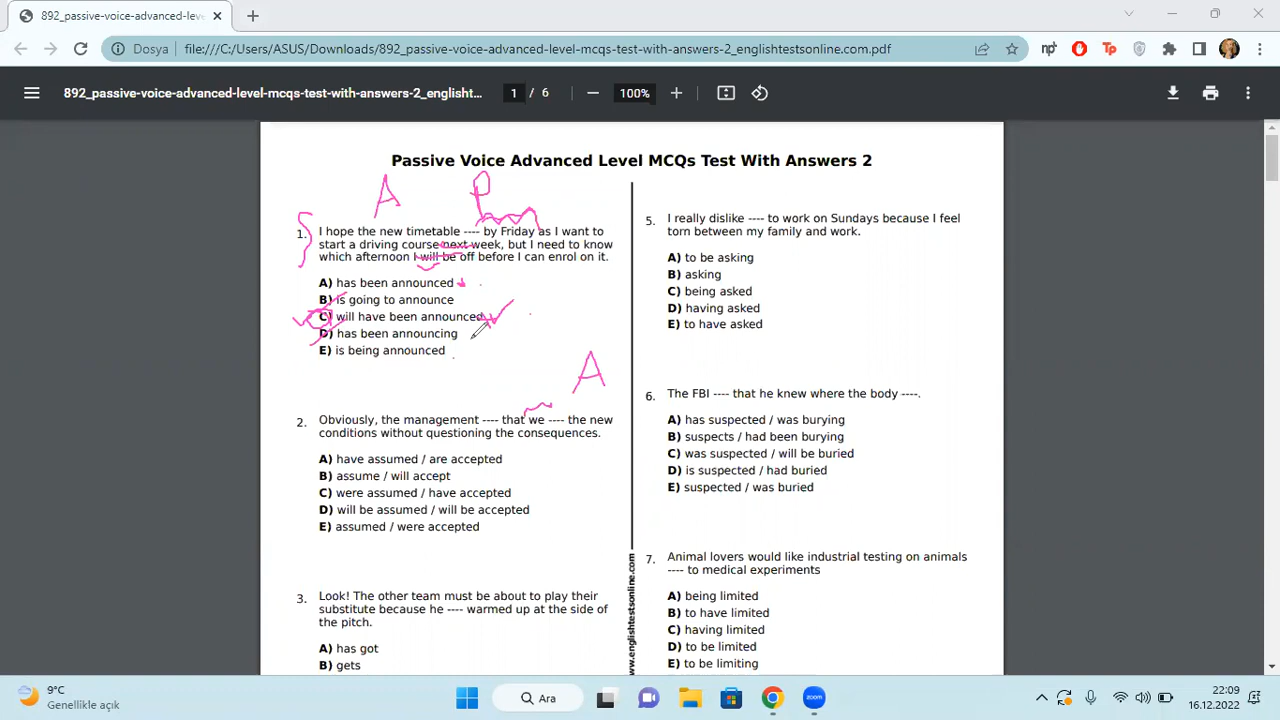 892_passive-voice-advanced-leve
Dosya file:///C:/Users/ASUS/Downloads/892_passive-voice-advanced-level-mcqs-test-with-answers-2_englishtestsonline.com.pdf
892_passive-voice-advanced-level-mcqs-test-with-answers-2_englisht... 1 / 6 100%
Passive Voice Advanced Level MCQs Test With Answers 2
A P
1. I hope the new timetable ---- by Friday as I want to
start a driving course next week, but I need to know
which afternoon I will be off before I can enrol on it.
A) has been announced
B) is going to announce
C) will have been announced
D) has been announcing
E) is being announced
A
2. Obviously, the management ---- that we ---- the new
conditions without questioning the consequences.
A) have assumed / are accepted
B) assume / will accept
C) were assumed / have accepted
D) will be assumed / will be accepted
E) assumed / were accepted
3. Look! The other team must be about to play their
substitute because he ---- warmed up at the side of
the pitch.
A) has got
B) gets
www.englishtestsonline.com
5. I really dislike ---- to work on Sundays because I feel
torn between my family and work.
A) to be asking
B) asking
C) being asked
D) having asked
E) to have asked
6. The FBI ---- that he knew where the body ----.
A) has suspected / was burying
B) suspects / had been burying
C) was suspected / will be buried
D) is suspected / had buried
E) suspected / was buried
7. Animal lovers would like industrial testing on animals
---- to medical experiments
A) being limited
B) to have limited
C) having limited
D) to be limited
E) to be limiting
9°C
Genellikle açık
Ara
22:09
16.12.2022